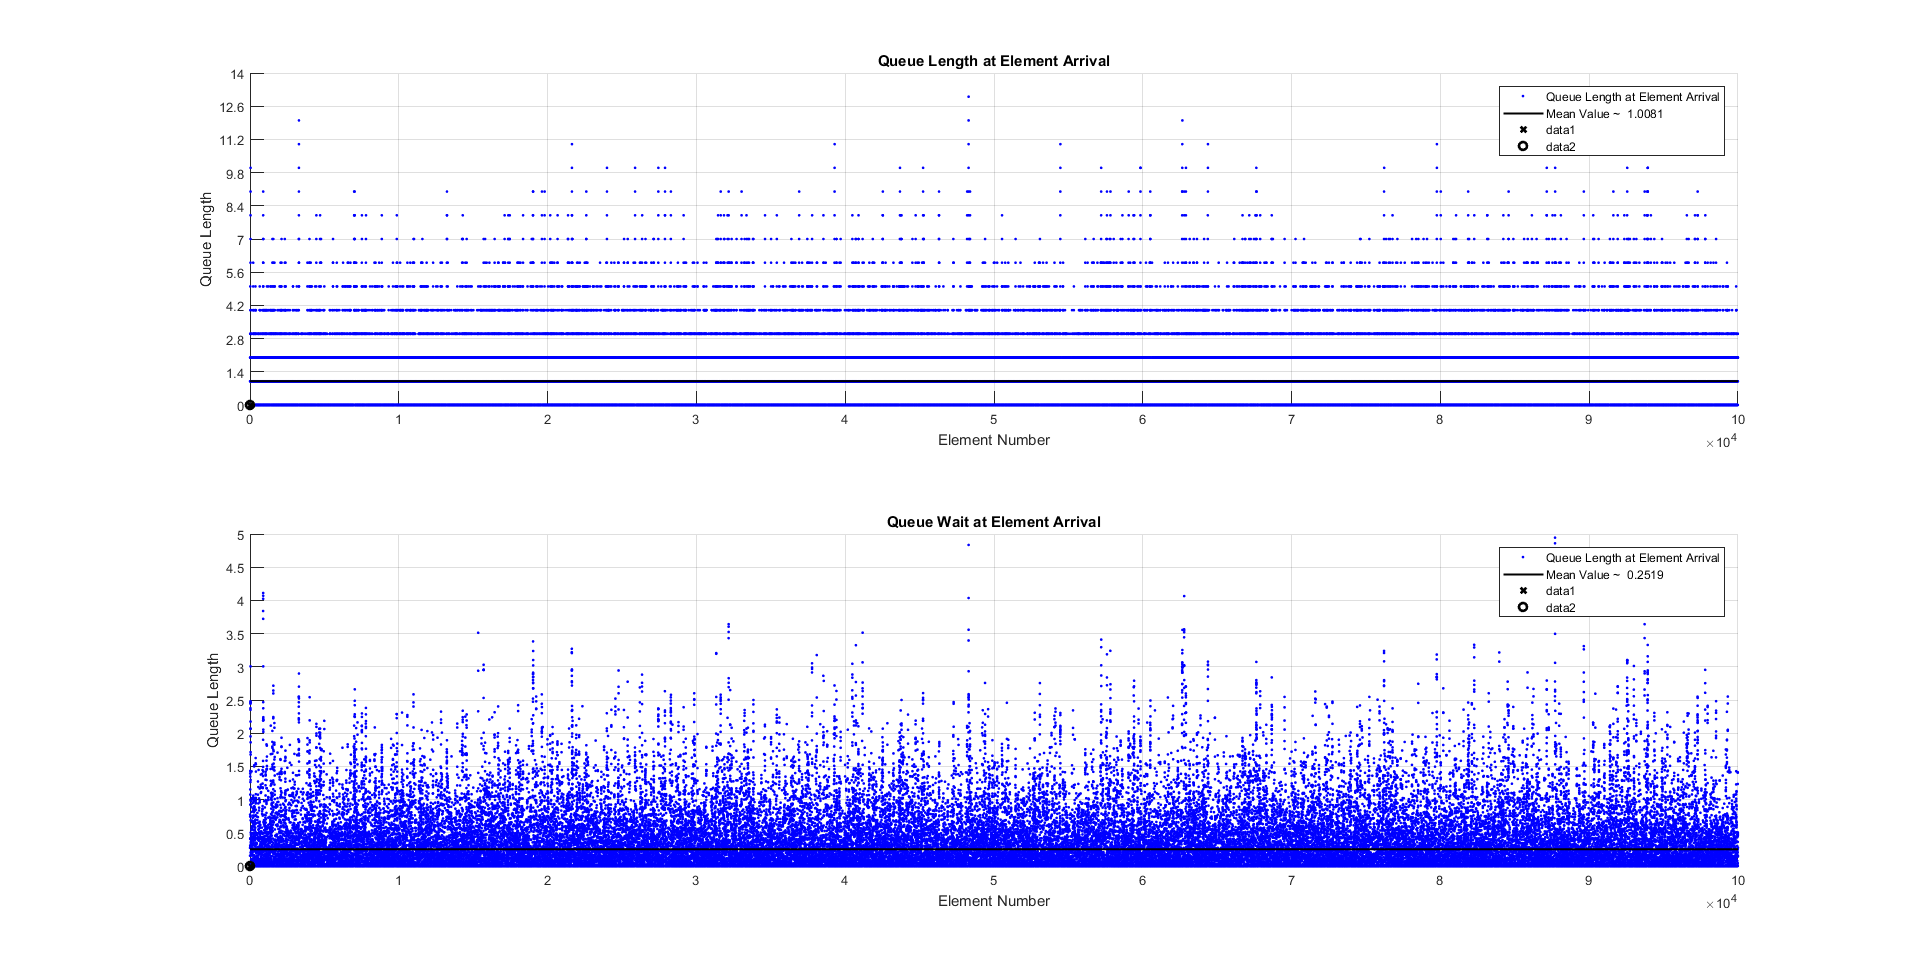 Queue Length at Element Arrival
14
12.6
11.2
9.8
8.4
7
5.6
4.2
2.8
1.4
0
Queue Length
Queue Length at Element Arrival
Mean Value ~ 1.0081
data1
data2
0 1 2 3 4 5 6 7 8 9 10
Element Number
×10^4
Queue Wait at Element Arrival
5
4.5
4
3.5
3
2.5
2
1.5
1
0.5
0
Queue Length
Queue Length at Element Arrival
Mean Value ~ 0.2519
data1
data2
0 1 2 3 4 5 6 7 8 9 10
Element Number
×10^4